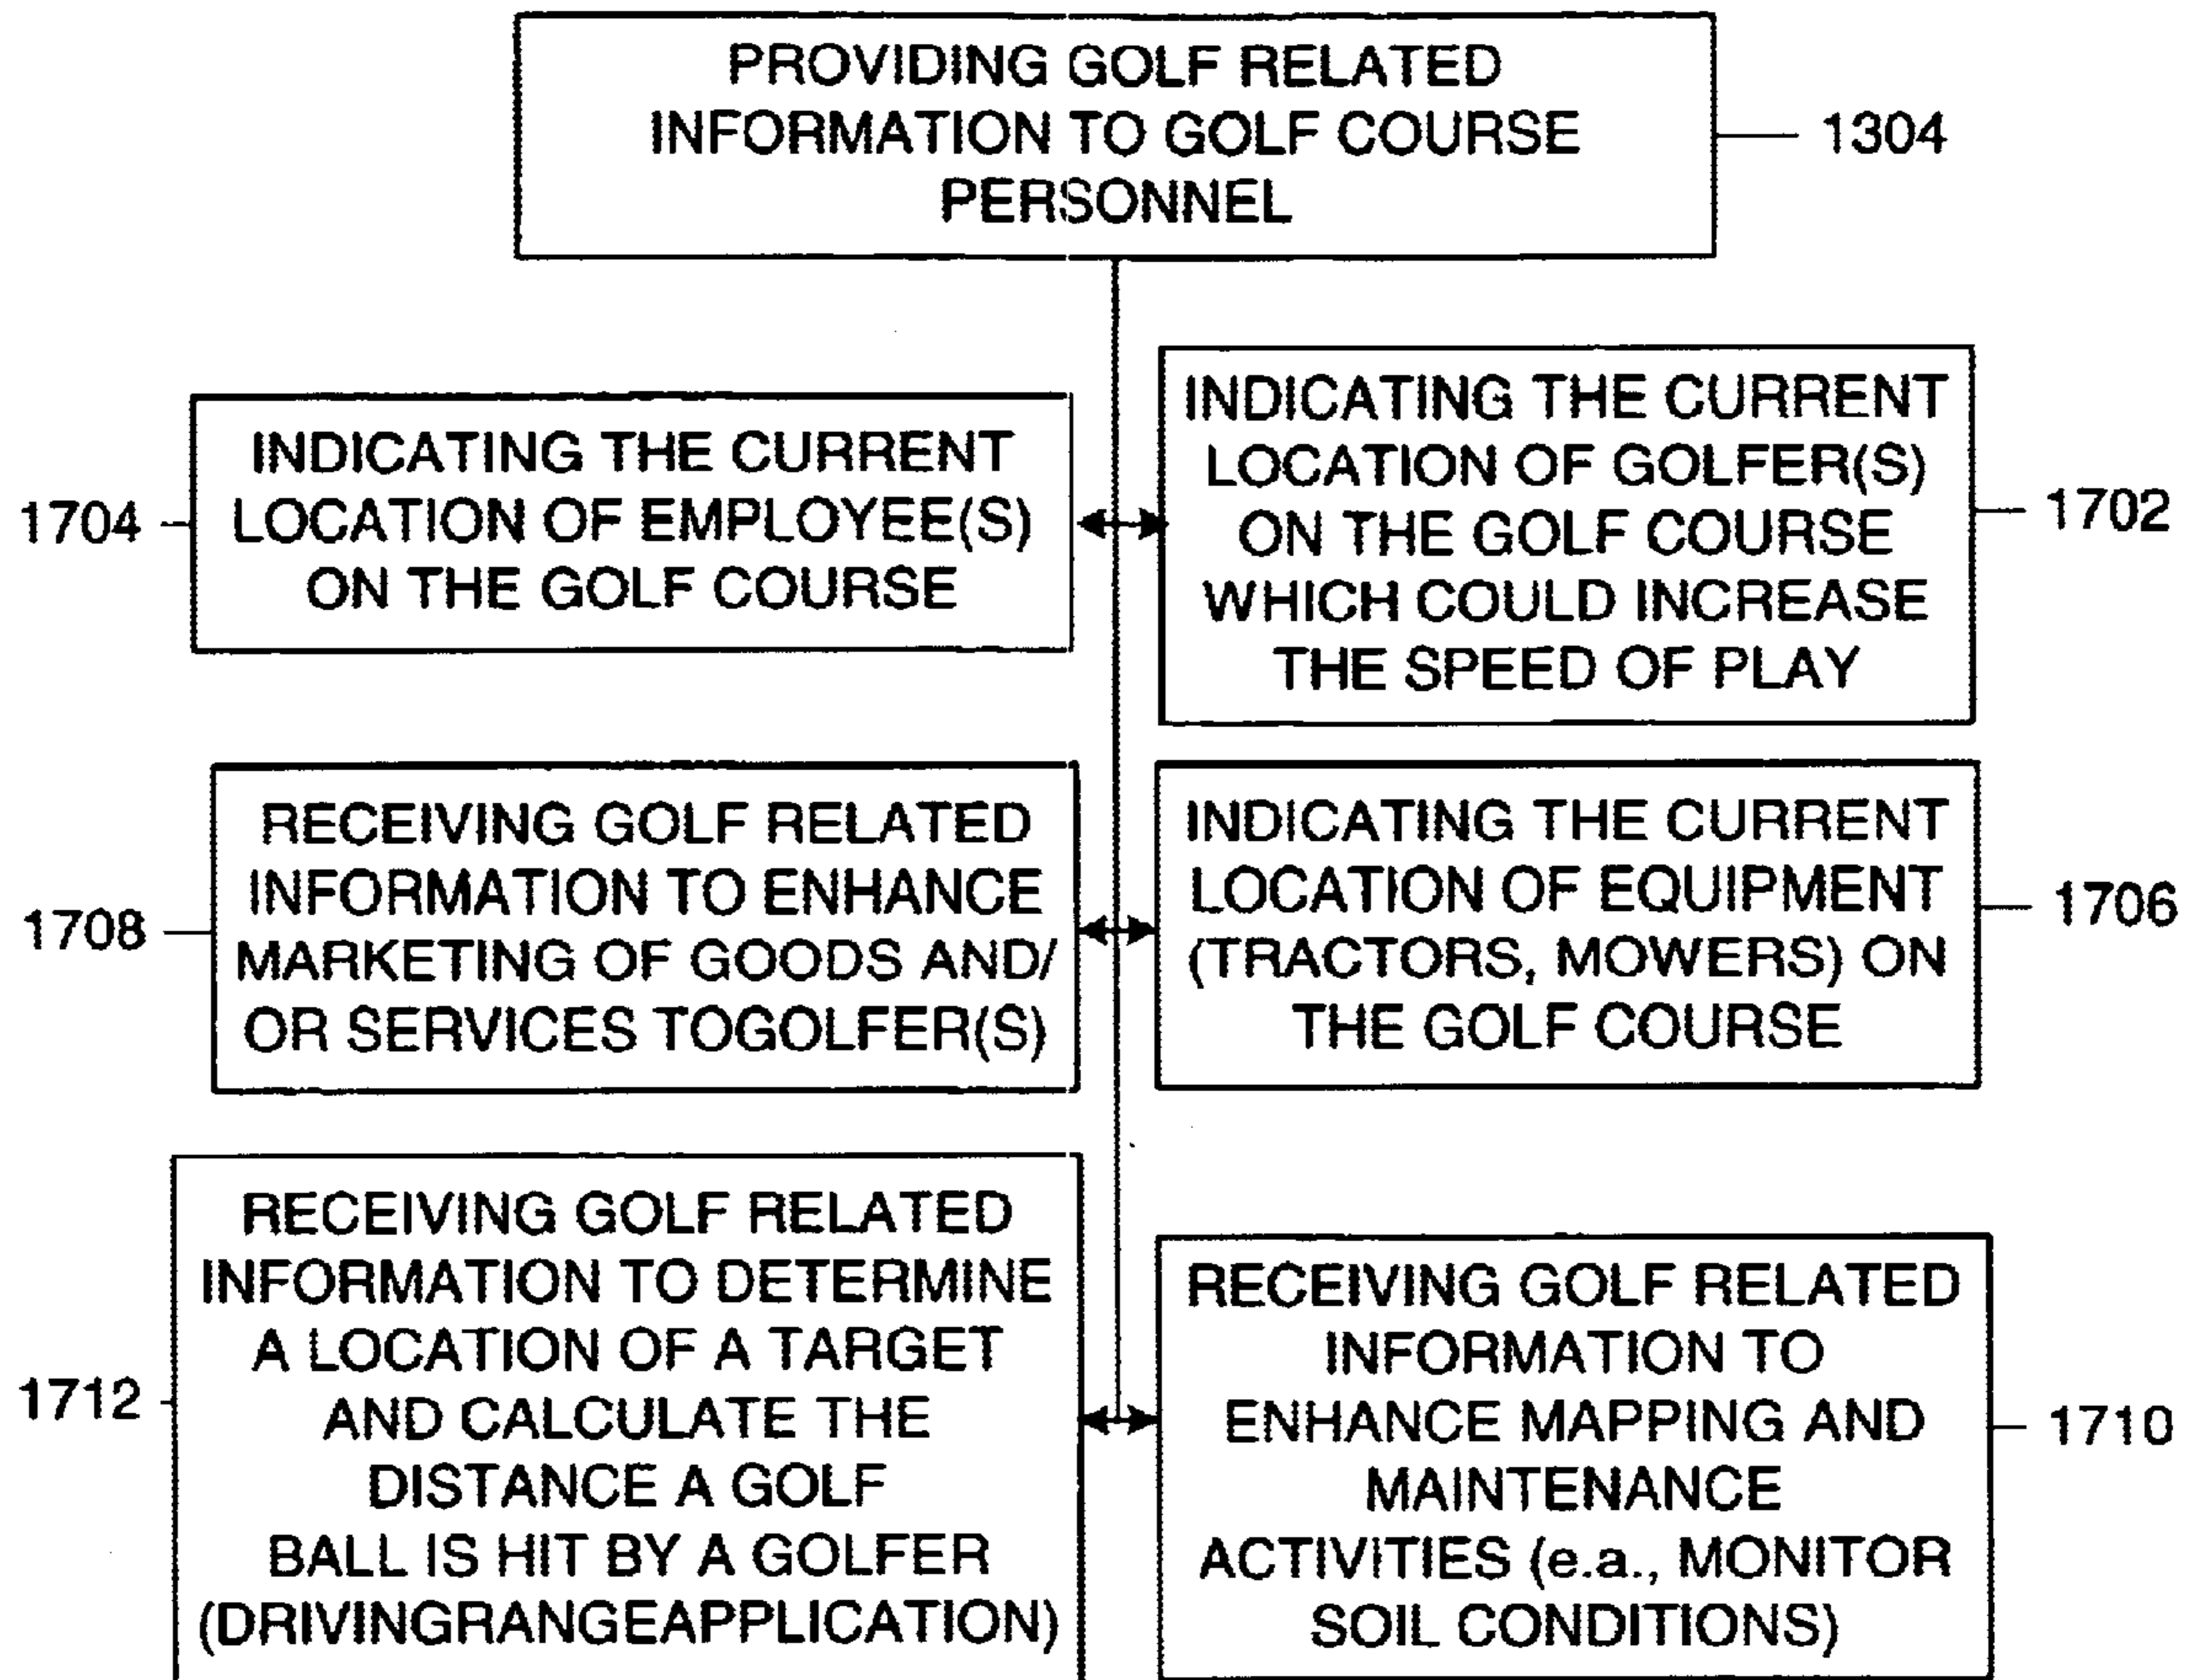 PROVIDING GOLF RELATED
INFORMATION TO GOLF COURSE
PERSONNEL
1304
INDICATING THE CURRENT
LOCATION OF EMPLOYEE(S)
ON THE GOLF COURSE
1704
INDICATING THE CURRENT
LOCATION OF GOLFER(S)
ON THE GOLF COURSE
WHICH COULD INCREASE
THE SPEED OF PLAY
1702
RECEIVING GOLF RELATED
INFORMATION TO ENHANCE
MARKETING OF GOODS AND/
OR SERVICES TOGOLFER(S)
1708
INDICATING THE CURRENT
LOCATION OF EQUIPMENT
(TRACTORS, MOWERS) ON
THE GOLF COURSE
1706
RECEIVING GOLF RELATED
INFORMATION TO DETERMINE
A LOCATION OF A TARGET
AND CALCULATE THE
DISTANCE A GOLF
BALL IS HIT BY A GOLFER
(DRIVINGRANGEAPPLICATION)
1712
RECEIVING GOLF RELATED
INFORMATION TO
ENHANCE MAPPING AND
MAINTENANCE
ACTIVITIES (e.a., MONITOR
SOIL CONDITIONS)
1710